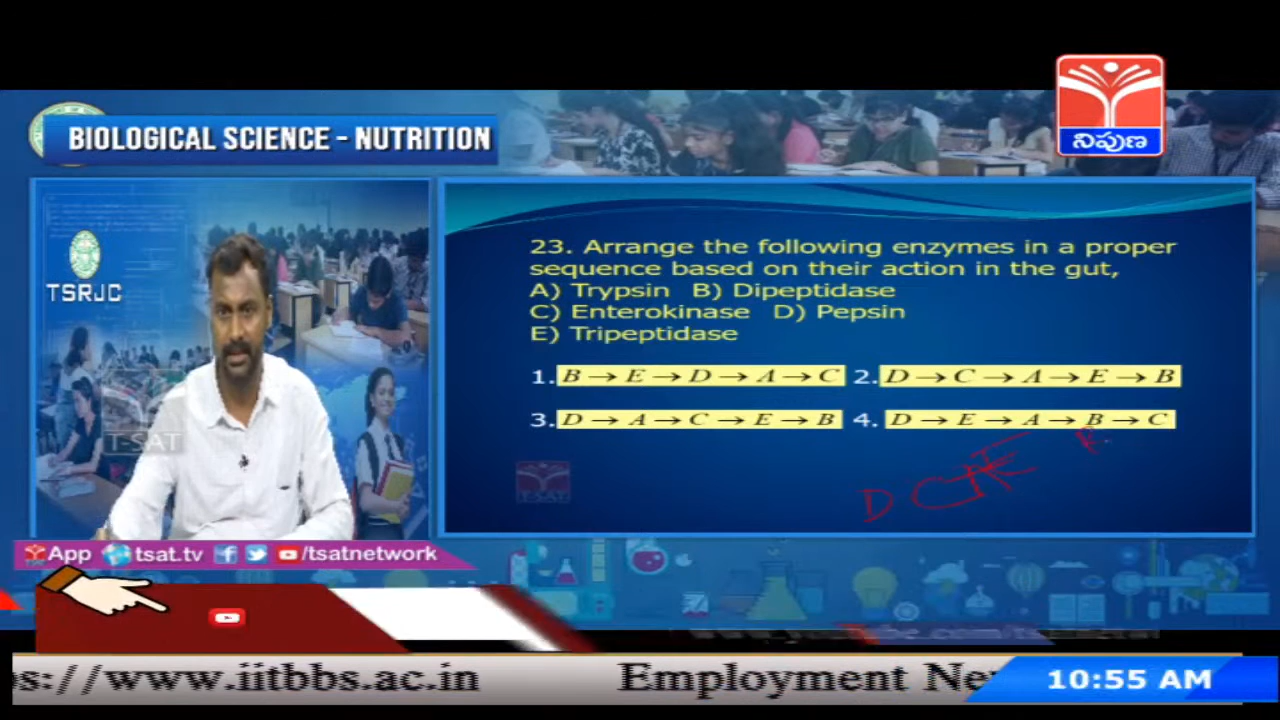 నిపుణ
BIOLOGICAL SCIENCE - NUTRITION
TSRJC
T-SAT
23. Arrange the following enzymes in a proper
sequence based on their action in the gut,
A) Trypsin B) Dipeptidase
C) Enterokinase D) Pepsin
E) Tripeptidase
1. B → E → D → A → C 2. D → C → A → E → B
3. D → A → C → E → B 4. D → E → A → B → C
D C A E B
T-SAT
App tsat.tv /tsatnetwork
s://www.iitbbs.ac.in Employment Ne
10:55 AM